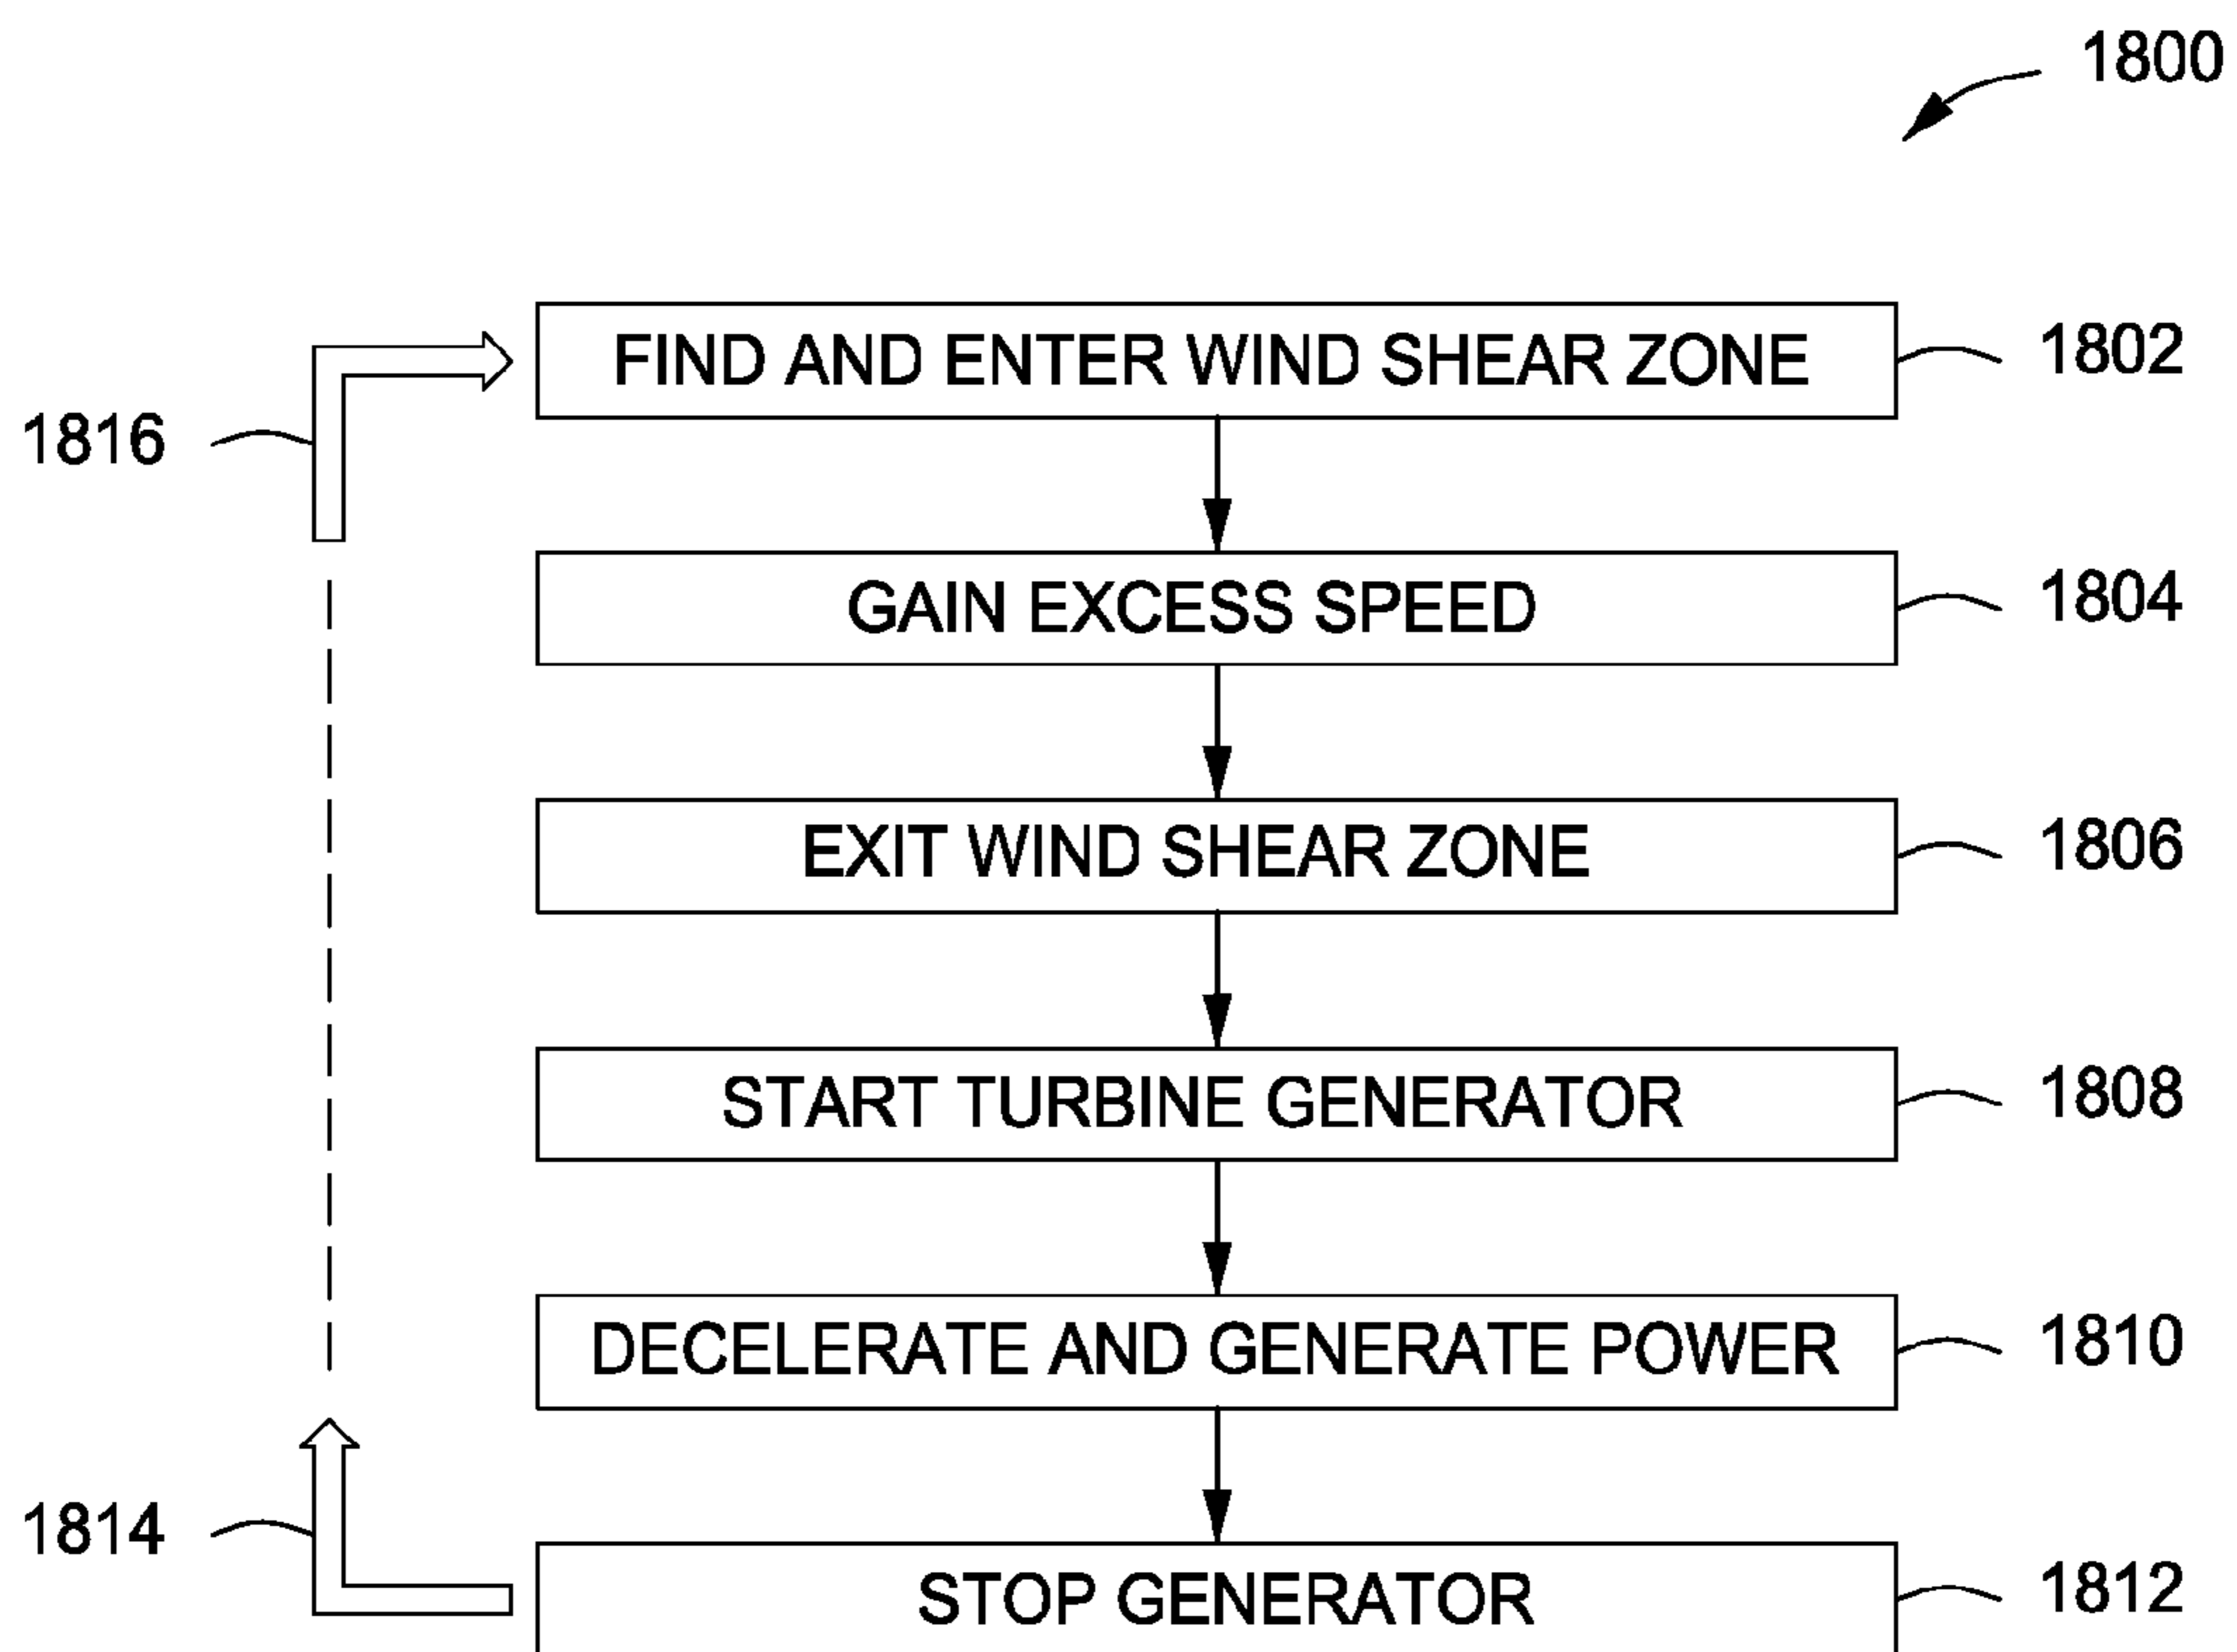 1800
FIND AND ENTER WIND SHEAR ZONE
1802
1816
GAIN EXCESS SPEED
1804
EXIT WIND SHEAR ZONE
1806
START TURBINE GENERATOR
1808
DECELERATE AND GENERATE POWER
1810
1814
STOP GENERATOR
1812